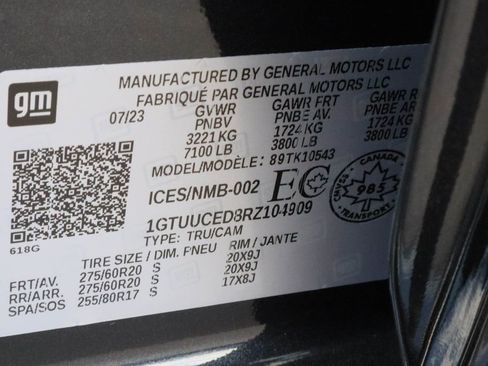 gm
MANUFACTURED BY GENERAL MOTORS LLC
FABRIQUÉ PAR GENERAL MOTORS LLC
07/23 GVWR GAWR FRT GAWR R
PNBV PNBE AV. PNBE AR
3221 KG 1724 KG 1724 KG
7100 LB 3800 LB 3800 LB
MODEL/MODÈLE: 89TK10543
ICES/NMB-002 EC CANADA 985 TRANSPORTS
1GTUUCED8RZ104909
618G TYPE: TRU/CAM
TIRE SIZE / DIM. PNEU RIM / JANTE
FRT/AV. 275/60R20 S 20X9J
RR/ARR. 275/60R20 S 20X9J
SPA/SOS 255/80R17 S 17X8J